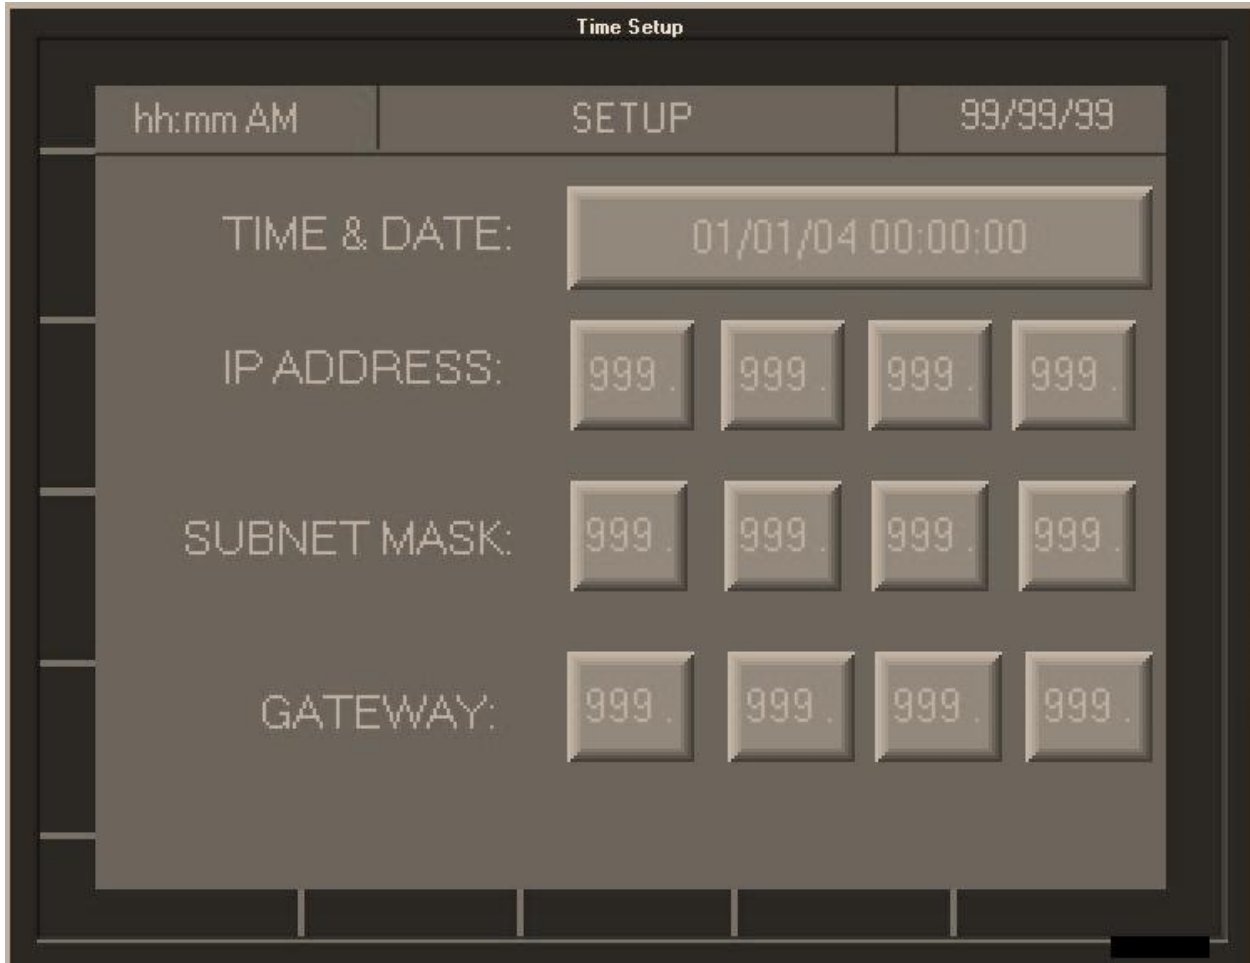 Time Setup
hh:mm AM SETUP 99/99/99
TIME & DATE: 01/01/04 00:00:00
IP ADDRESS: 999 . 999 . 999 . 999 .
SUBNET MASK: 999 . 999 . 999 . 999 .
GATEWAY: 999 . 999 . 999 . 999 .